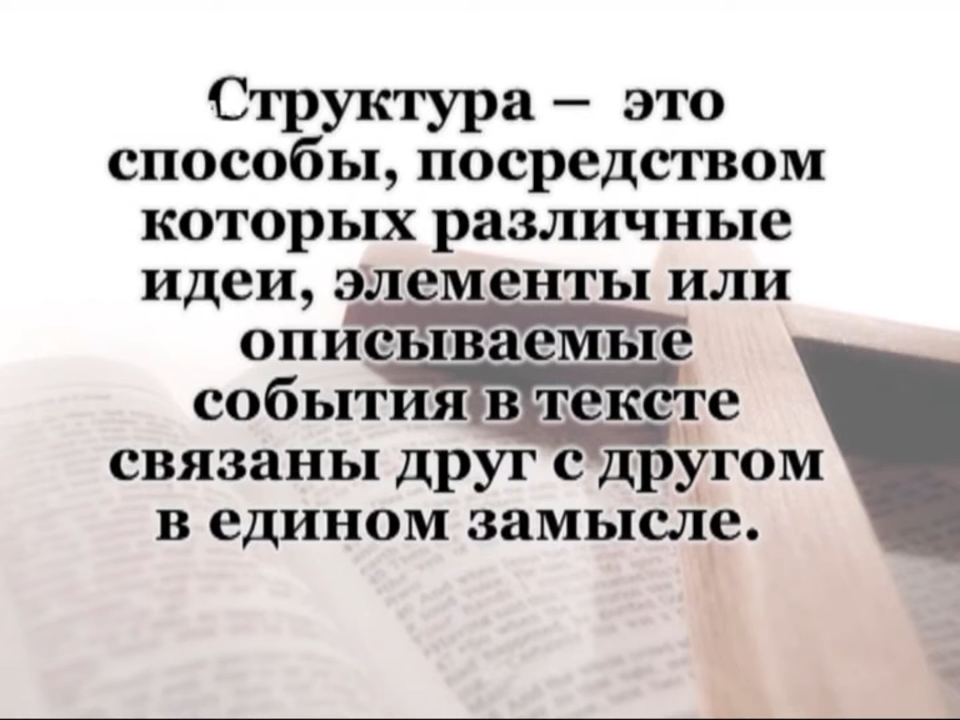 Структура – это
способы, посредством
которых различные
идеи, элементы или
описываемые
события в тексте
связаны друг с другом
в едином замысле.